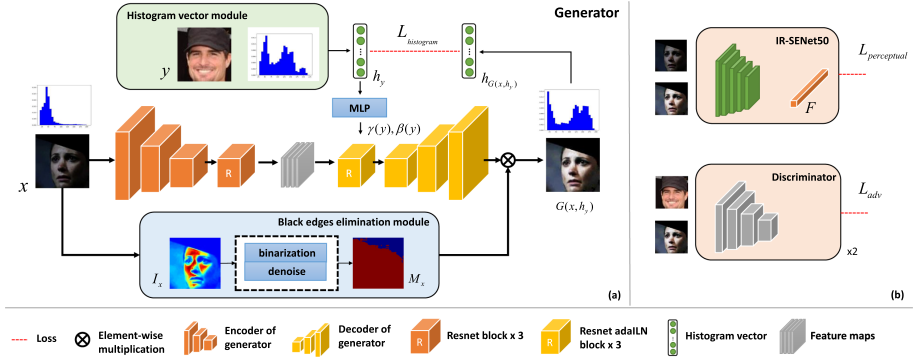 Generator
Histogram vector module
y
h_y
L_histogram
h_G(x,h_y)
MLP
γ(y), β(y)
x
R
R
G(x,h_y)
Black edges elimination module
I_x
binarization
denoise
M_x
(a)
IR-SENet50
F
L_perceptual
Discriminator
L_adv
x2
(b)
Loss
Element-wise
multiplication
Encoder of
generator
Decoder of
generator
R
Resnet block x 3
R
Resnet adaILN
block x 3
Histogram vector
Feature maps